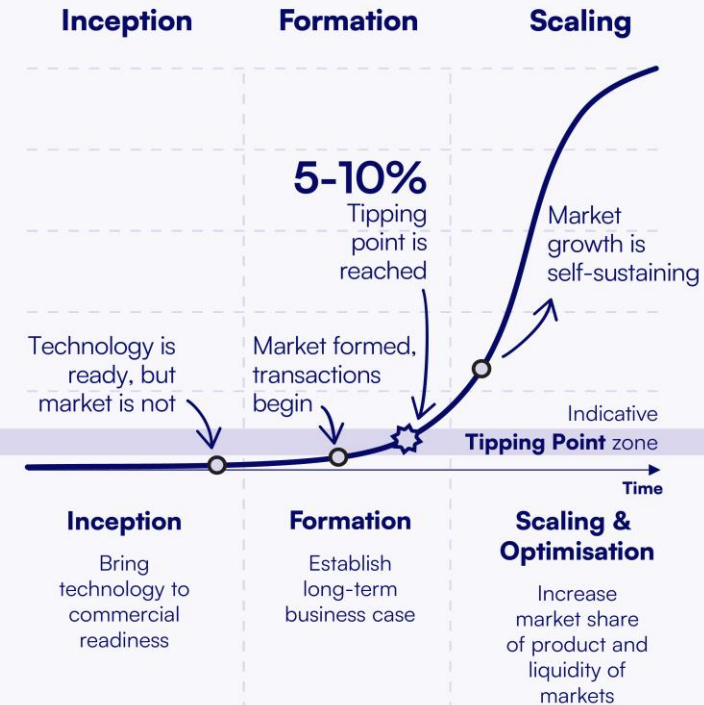 Inception
Formation
Scaling
5-10%
Tipping
point is
reached
Market
growth is
self-sustaining
Technology is
ready, but
market is not
Market formed,
transactions
begin
Indicative
Tipping Point zone
Time
Inception
Bring
technology to
commercial
readiness
Formation
Establish
long-term
business case
Scaling &
Optimisation
Increase
market share
of product and
liquidity of
markets